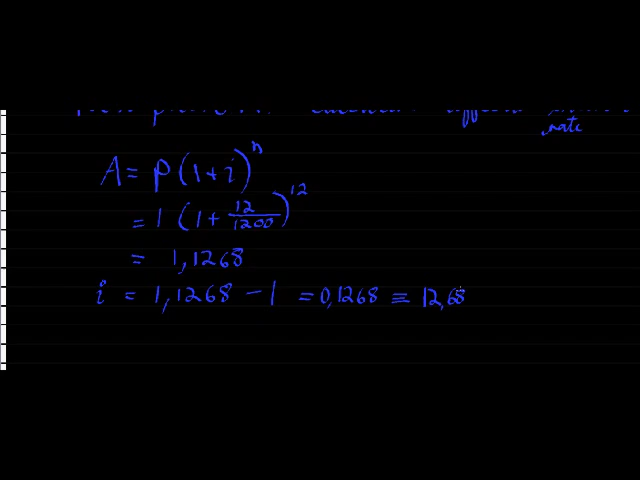 rate
A = P(1+i)^n
= 1 (1 + 12/1200)^12
= 1,1268
i = 1,1268 - 1 = 0,1268 ≡ 12,68